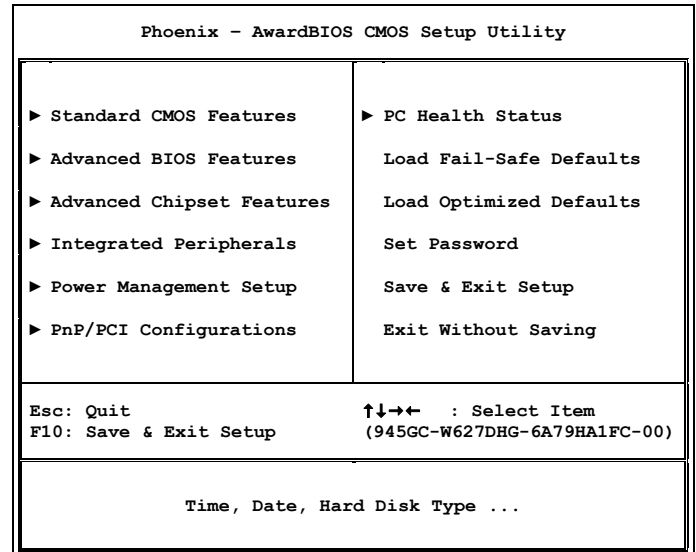 Phoenix – AwardBIOS CMOS Setup Utility
► Standard CMOS Features
► Advanced BIOS Features
► Advanced Chipset Features
► Integrated Peripherals
► Power Management Setup
► PnP/PCI Configurations
► PC Health Status
Load Fail-Safe Defaults
Load Optimized Defaults
Set Password
Save & Exit Setup
Exit Without Saving
Esc: Quit
F10: Save & Exit Setup
↑↓→← : Select Item
(945GC-W627DHG-6A79HA1FC-00)
Time, Date, Hard Disk Type ...